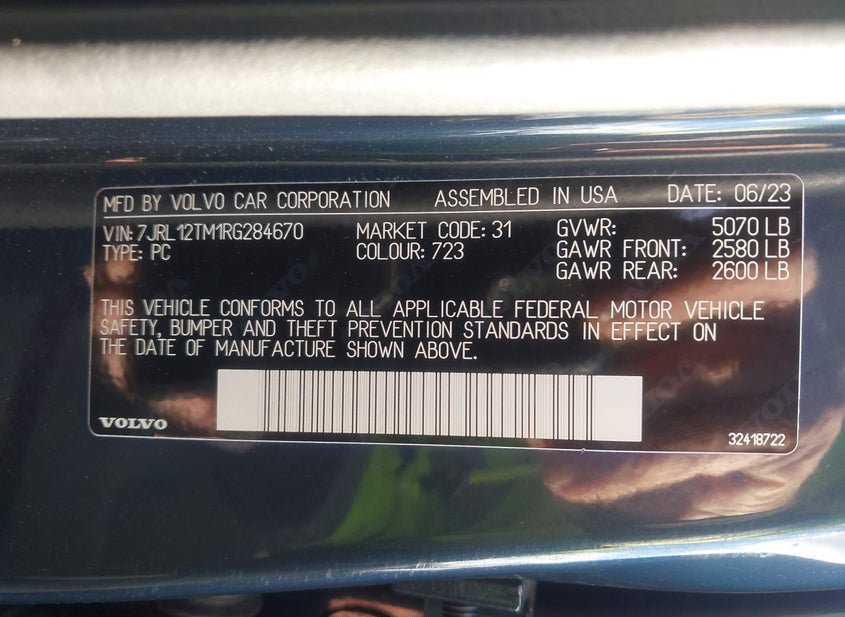 MFD BY VOLVO CAR CORPORATION ASSEMBLED IN USA DATE: 06/23
VIN: 7JRL12TM1RG284670 MARKET CODE: 31 GVWR: 5070 LB
TYPE: PC COLOUR: 723 GAWR FRONT: 2580 LB
GAWR REAR: 2600 LB
THIS VEHICLE CONFORMS TO ALL APPLICABLE FEDERAL MOTOR VEHICLE
SAFETY, BUMPER AND THEFT PREVENTION STANDARDS IN EFFECT ON
THE DATE OF MANUFACTURE SHOWN ABOVE.
VOLVO 32418722